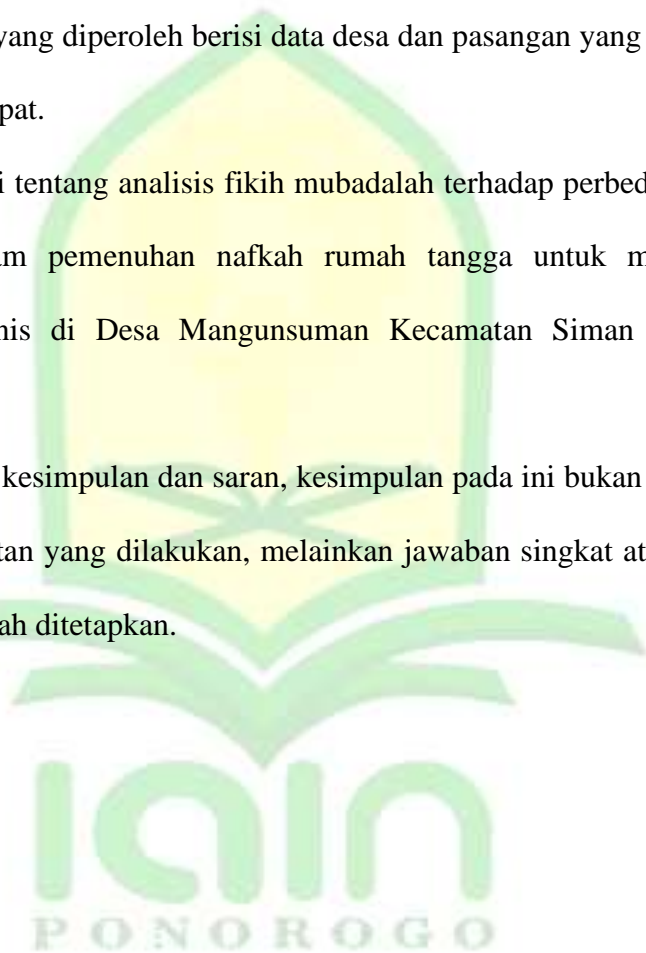 yang diperoleh berisi data desa dan pasangan yang
pat.
i tentang analisis fikih mubadalah terhadap perbed
m pemenuhan nafkah rumah tangga untuk m
nis di Desa Mangunsuman Kecamatan Siman
kesimpulan dan saran, kesimpulan pada ini bukan
tan yang dilakukan, melainkan jawaban singkat at
ah ditetapkan.
iain
PONOROGO